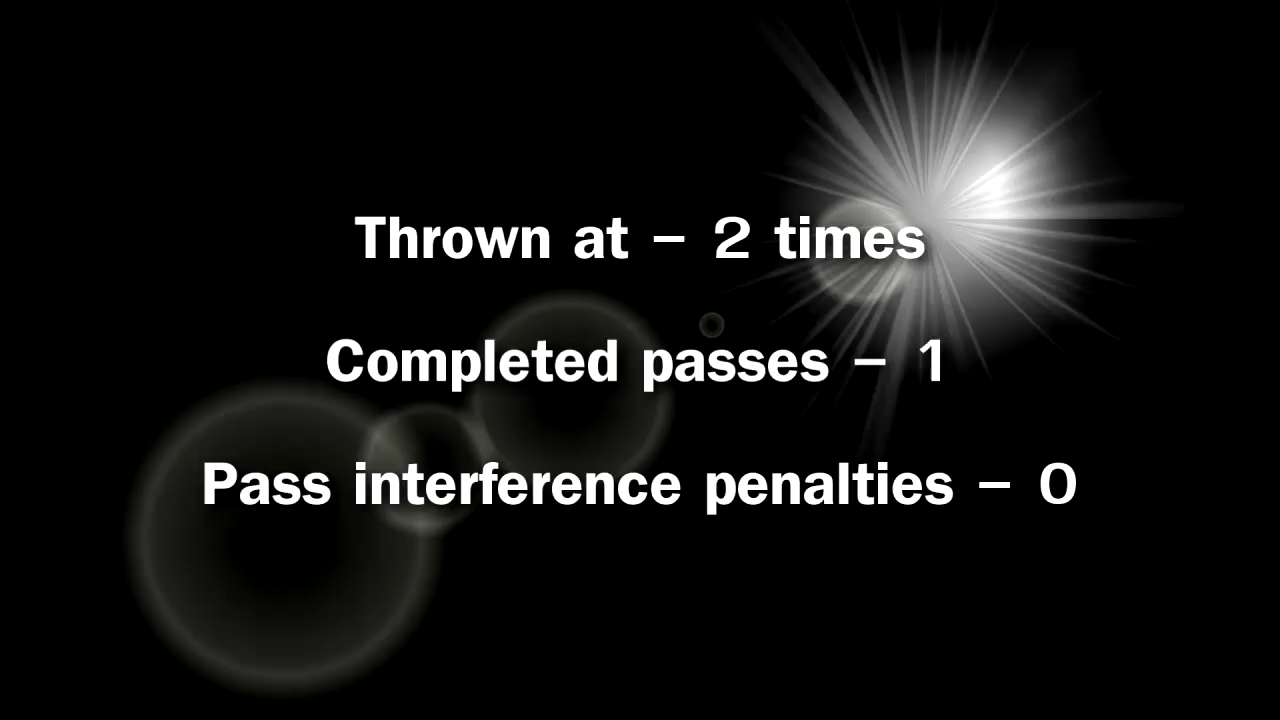 Thrown at – 2 times
Completed passes – 1
Pass interference penalties – 0